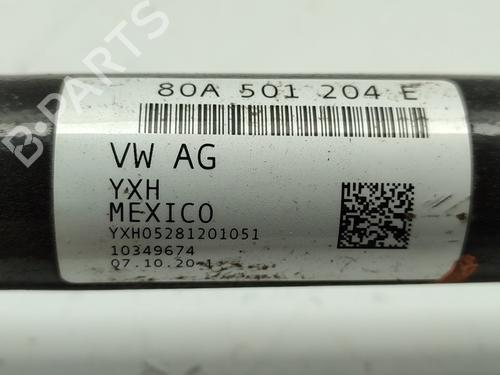 80A 501 204 E
VW AG
YXH
MEXICO
YXH05281201051
10349674
07.10.20
B-PARTS